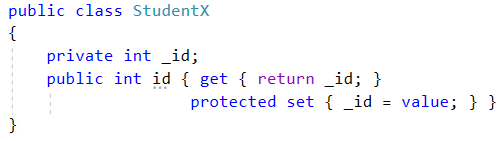 public class StudentX
{
private int _id;
public int id { get { return _id; }
protected set { _id = value; } }
}